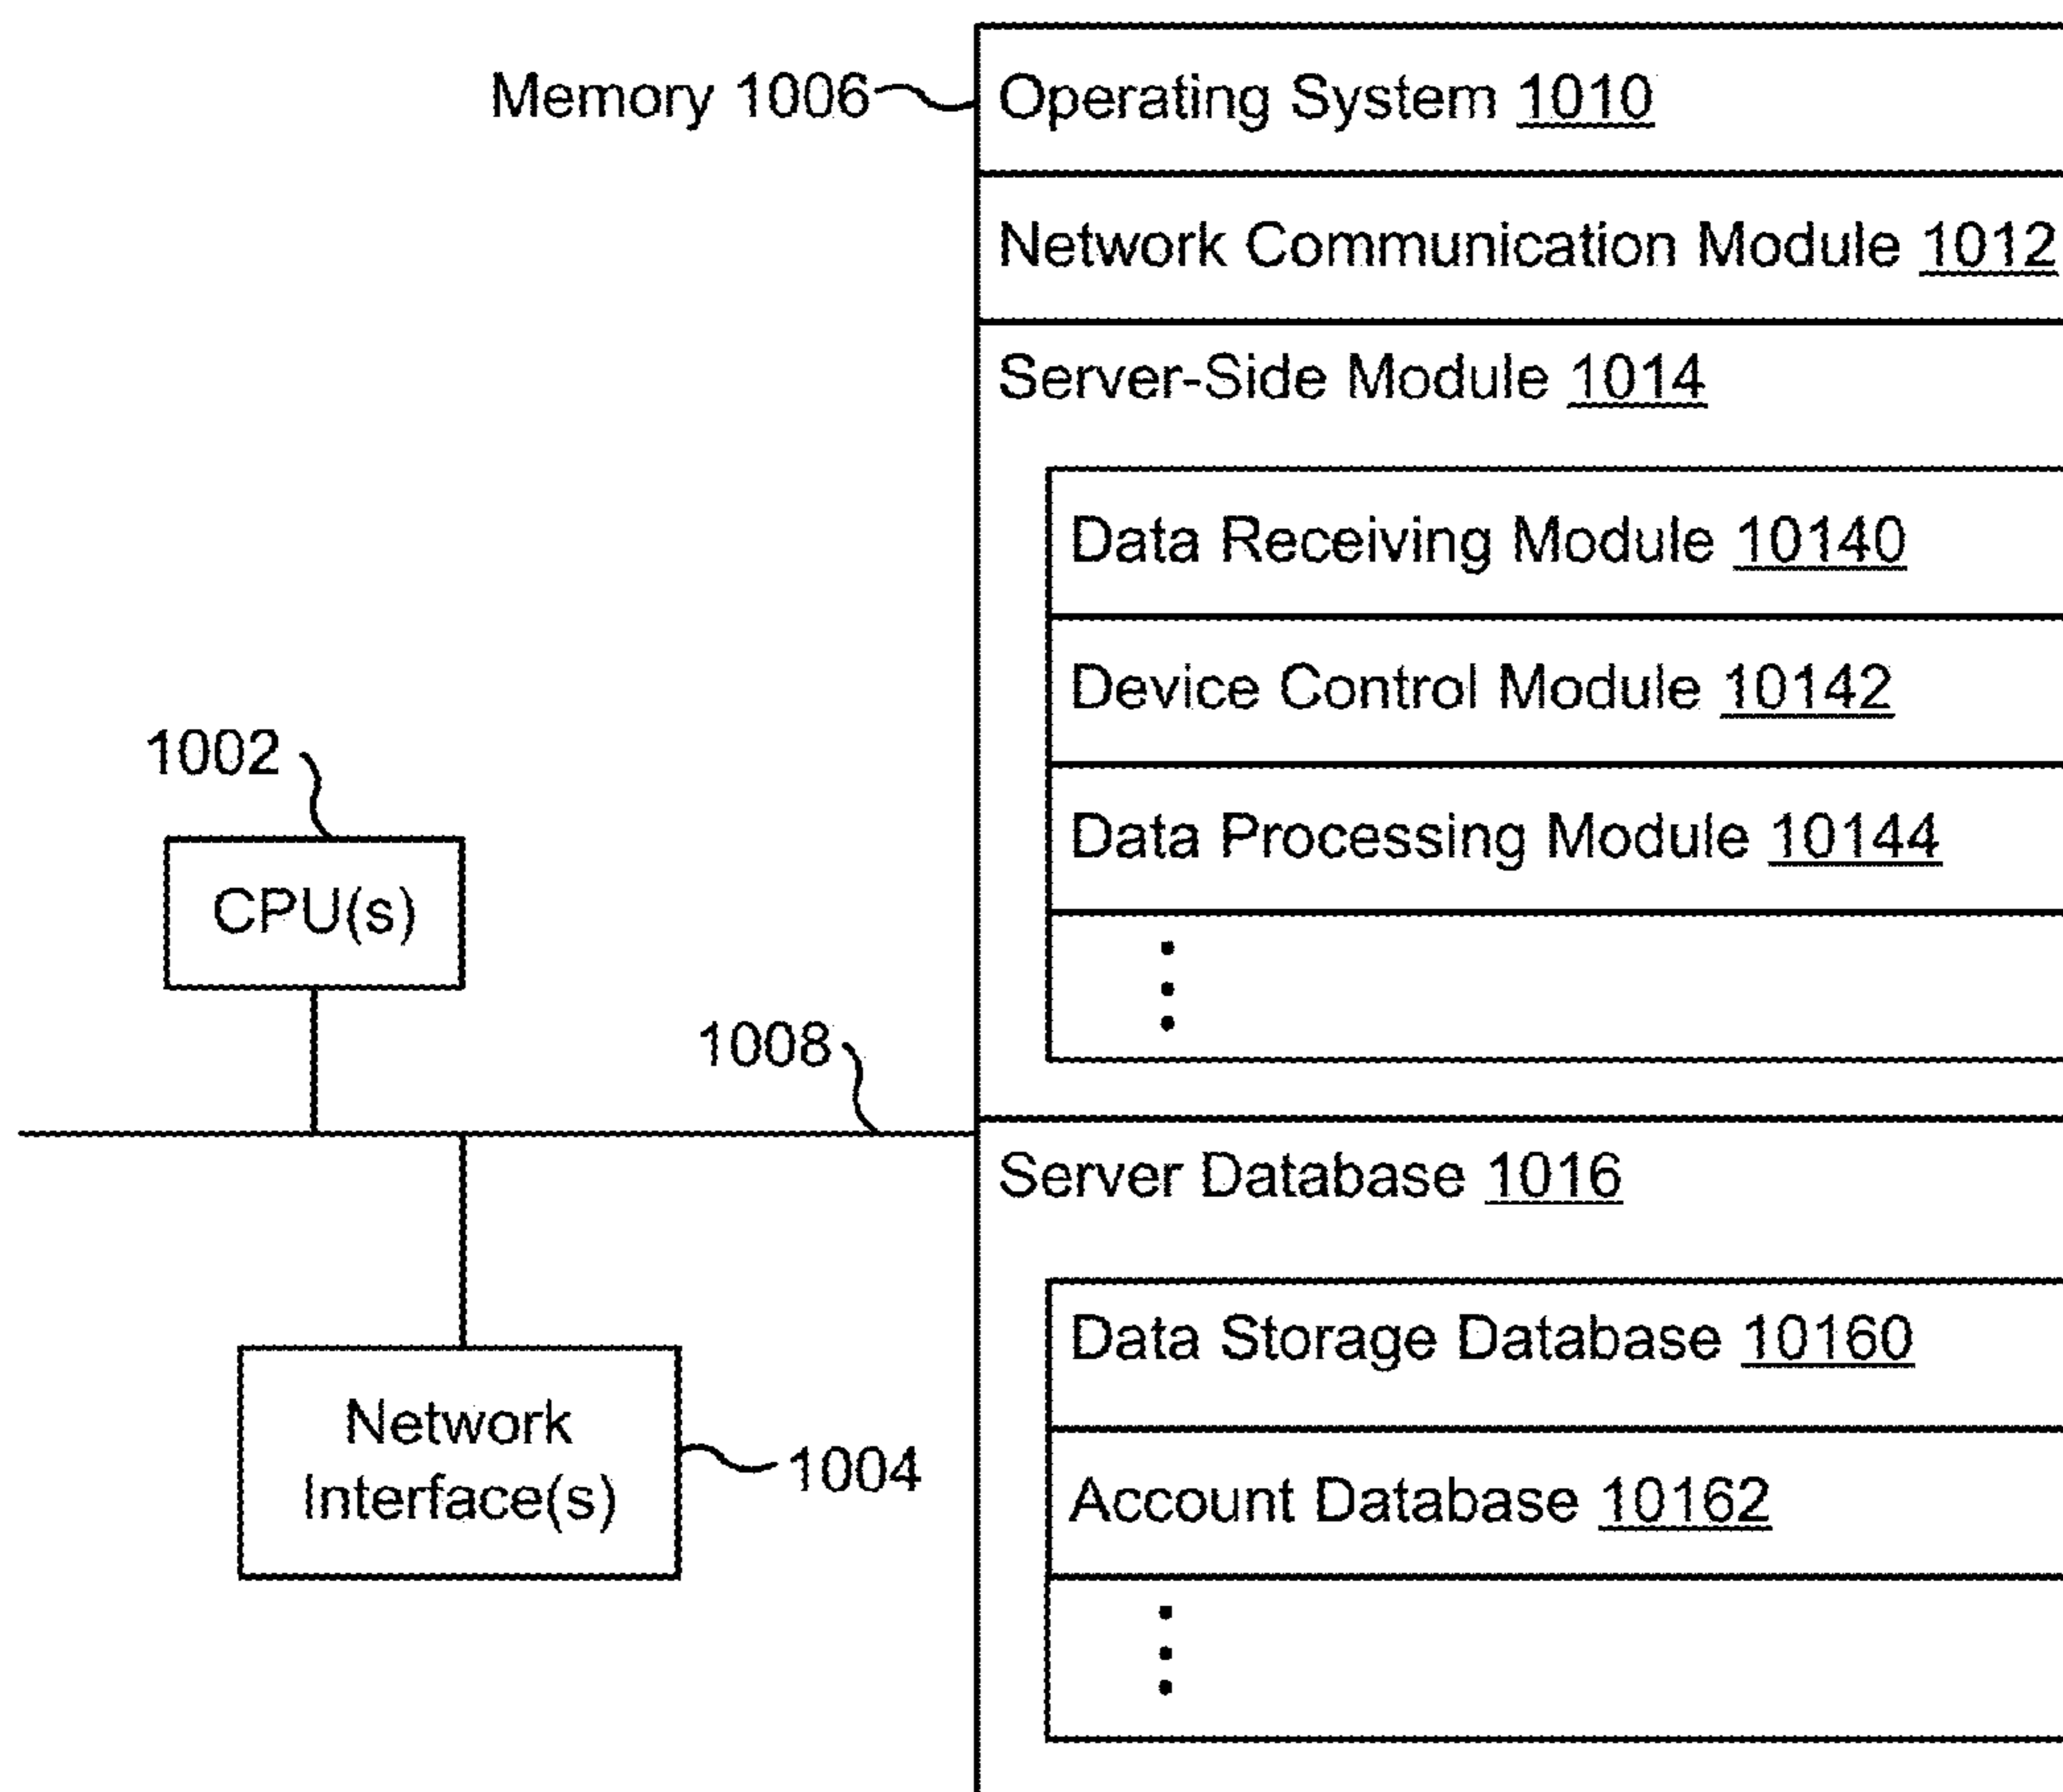 Memory 1006
Operating System 1010
Network Communication Module 1012
Server-Side Module 1014
Data Receiving Module 10140
Device Control Module 10142
Data Processing Module 10144
1002
CPU(s)
1008
Server Database 1016
Data Storage Database 10160
Account Database 10162
Network
Interface(s)
1004